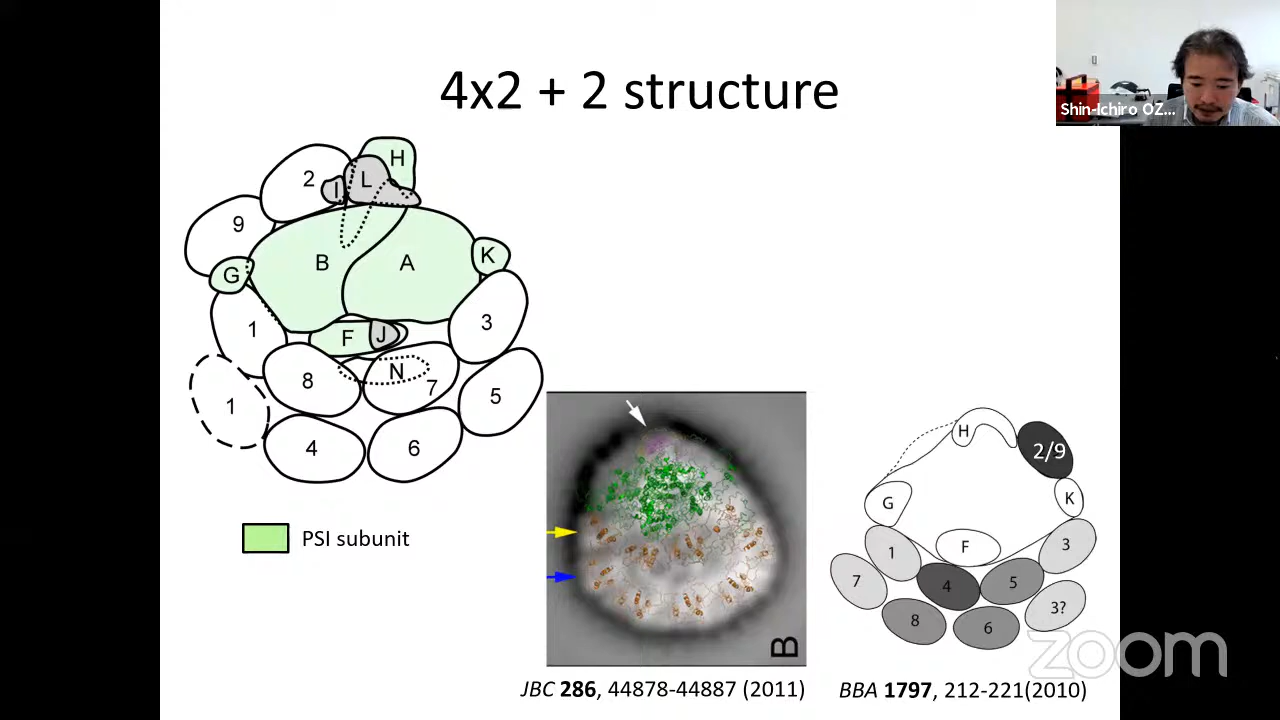 4x2 + 2 structure
Shin-Ichiro OZ...
H
2
I
L
9
B
A
K
G
1
F
J
3
8
N
7
5
1
4
6
PSI subunit
B
H
2/9
G
K
1
F
3
7
4
5
3?
8
6
zoom
JBC 286, 44878-44887 (2011)
BBA 1797, 212-221(2010)